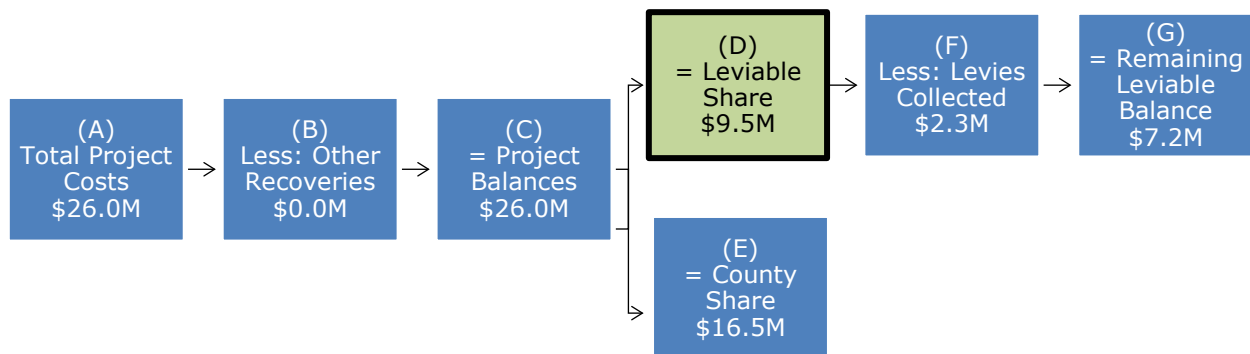 (A)
Total Project
Costs
$26.0M
(B)
Less: Other
Recoveries
$0.0M
(C)
= Project
Balances
$26.0M
(D)
= Leviable
Share
$9.5M
(E)
= County
Share
$16.5M
(F)
Less: Levies
Collected
$2.3M
(G)
= Remaining
Leviable
Balance
$7.2M